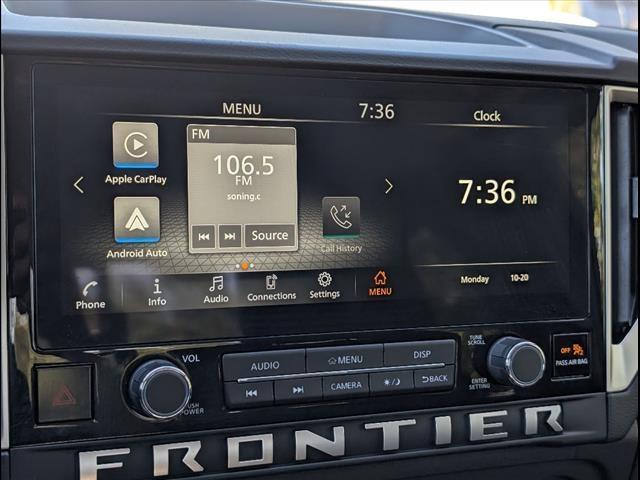 MENU 7:36 Clock
Apple CarPlay
FM
106.5
FM
soning.c
Source
Android Auto
Call History
7:36 PM
Monday 10-20
Phone Info Audio Connections Settings MENU
VOL
PUSH
POWER
AUDIO MENU DISP
CAMERA BACK
TUNE
SCROLL
ENTER
SETTING
OFF
PASS AIR BAG
FRONTIER